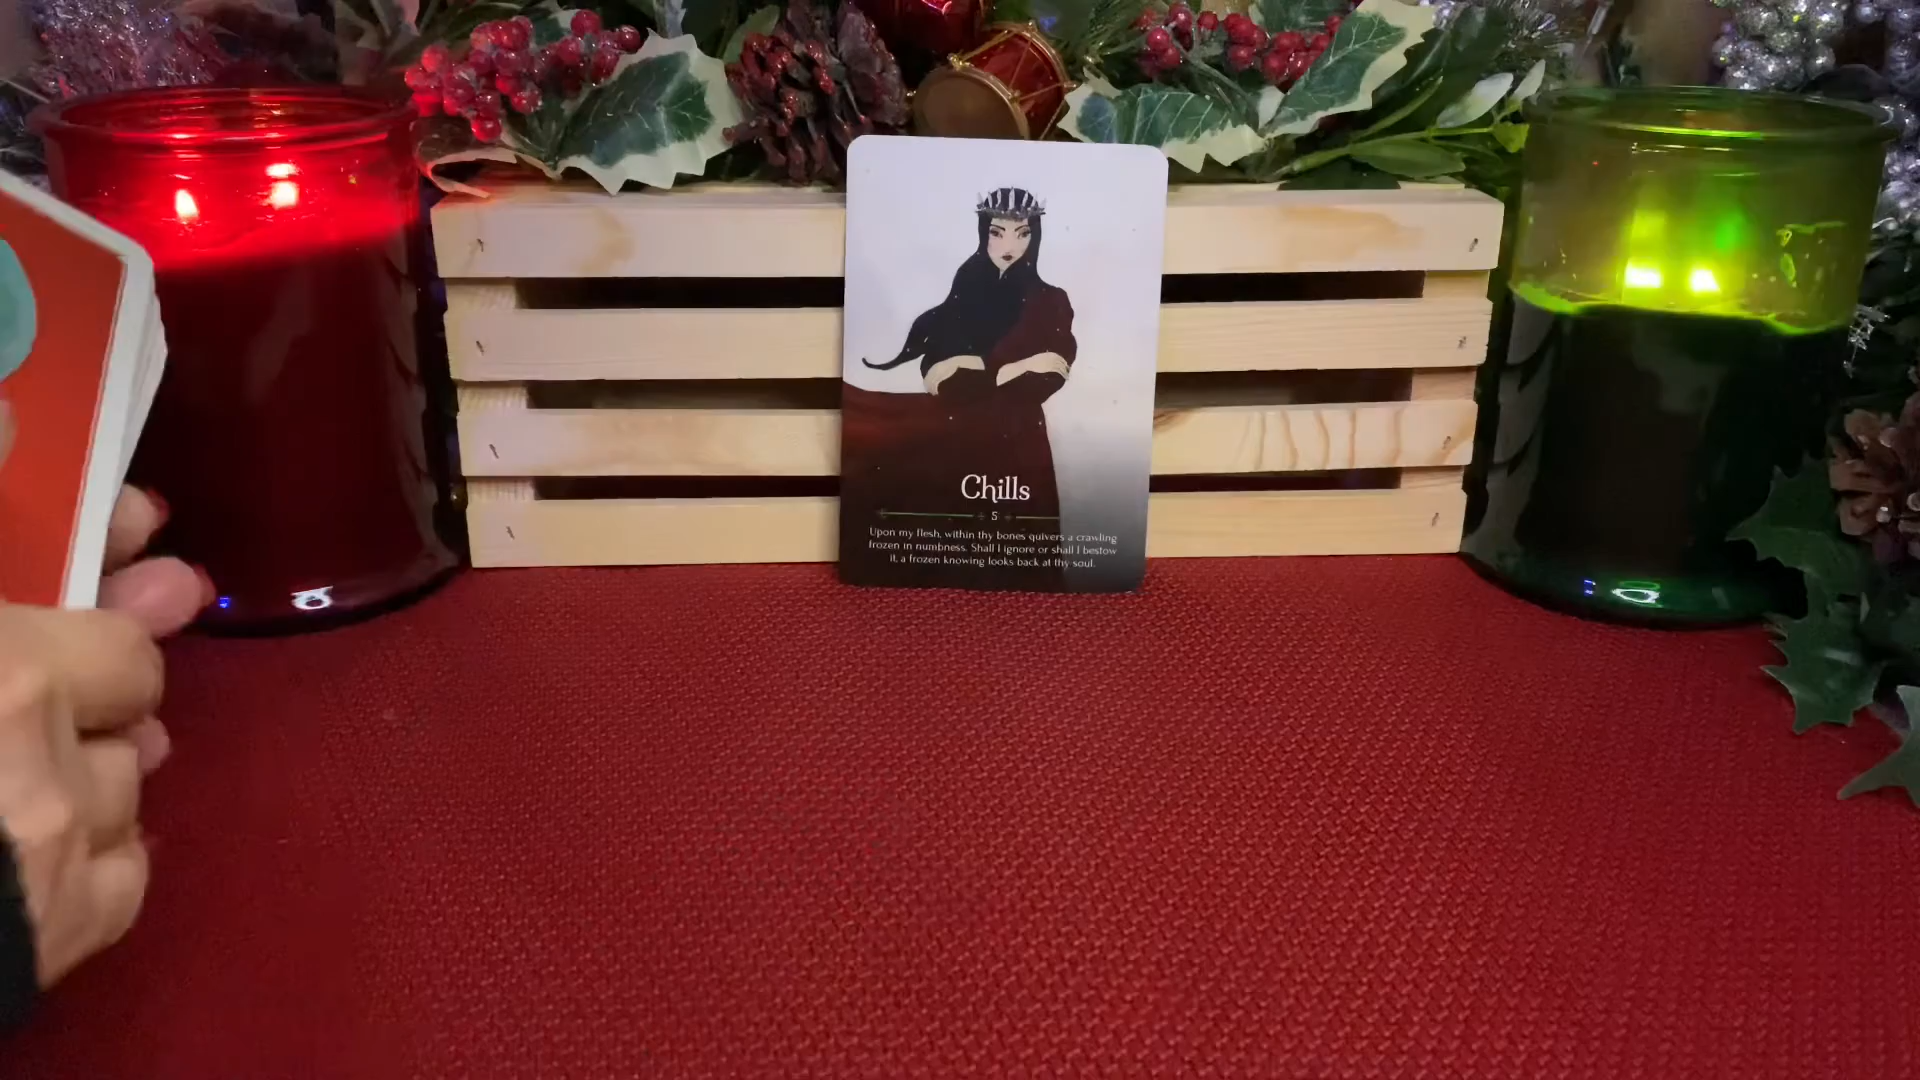 Chills
5
Upon my flesh, within thy bones quivers a crawling
frozen in numbness. Shall I ignore or shall I bestow
it, a frozen knowing looks back at thy soul.